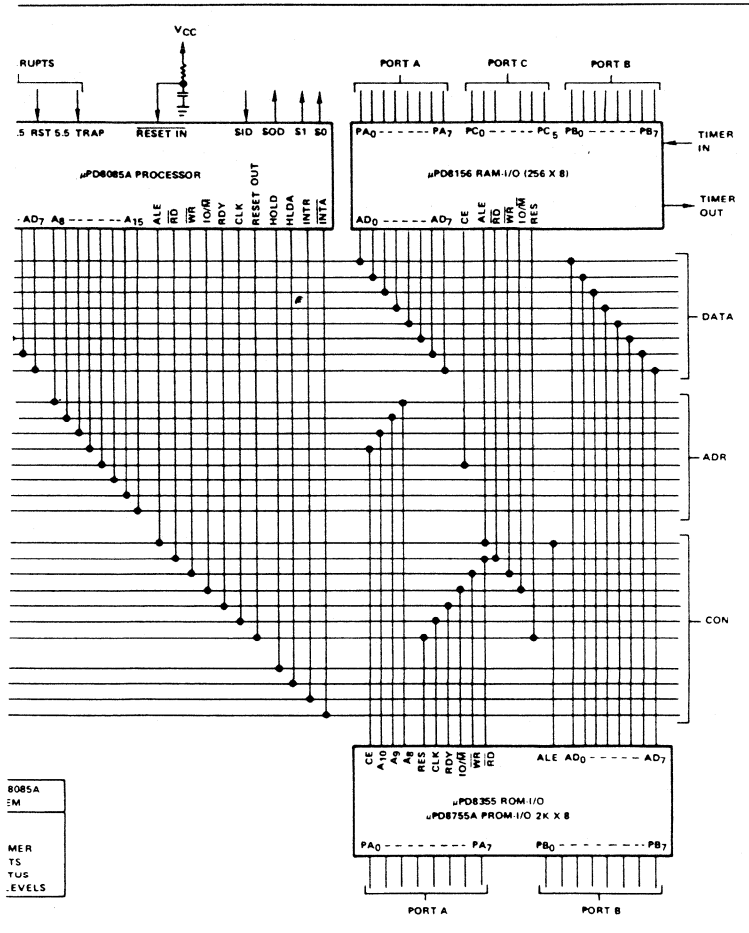 VCC
RUPTS
PORT A
PORT C
PORT B
.5 RST 5.5 TRAP
RESET IN
SID SOD S1 S0
PA0 - - - - - - PA7
PC0 - - - - - - PC5
PB0 - - - - - - PB7
TIMER
IN
µPD8085A PROCESSOR
µPD8156 RAM-I/O (256 X 8)
TIMER
OUT
AD7 A8 - - - - - - A15
ALE
RD
WR
IO/M
RDY
CLK
RESET OUT
HOLD
HLDA
INTR
INTA
AD0 - - - - - - AD7
CE
ALE
RD
WR
IO/M
RES
DATA
ADR
CON
CE
A10
A9
A8
RES
CLK
RDY
IO/M
WR
RD
ALE AD0 - - - - - - AD7
8085A
EM
MER
TS
TUS
LEVELS
µPD8355 ROM-I/O
µPD8755A PROM-I/O 2K X 8
PA0 - - - - - - PA7
PB0 - - - - - - PB7
PORT A
PORT B